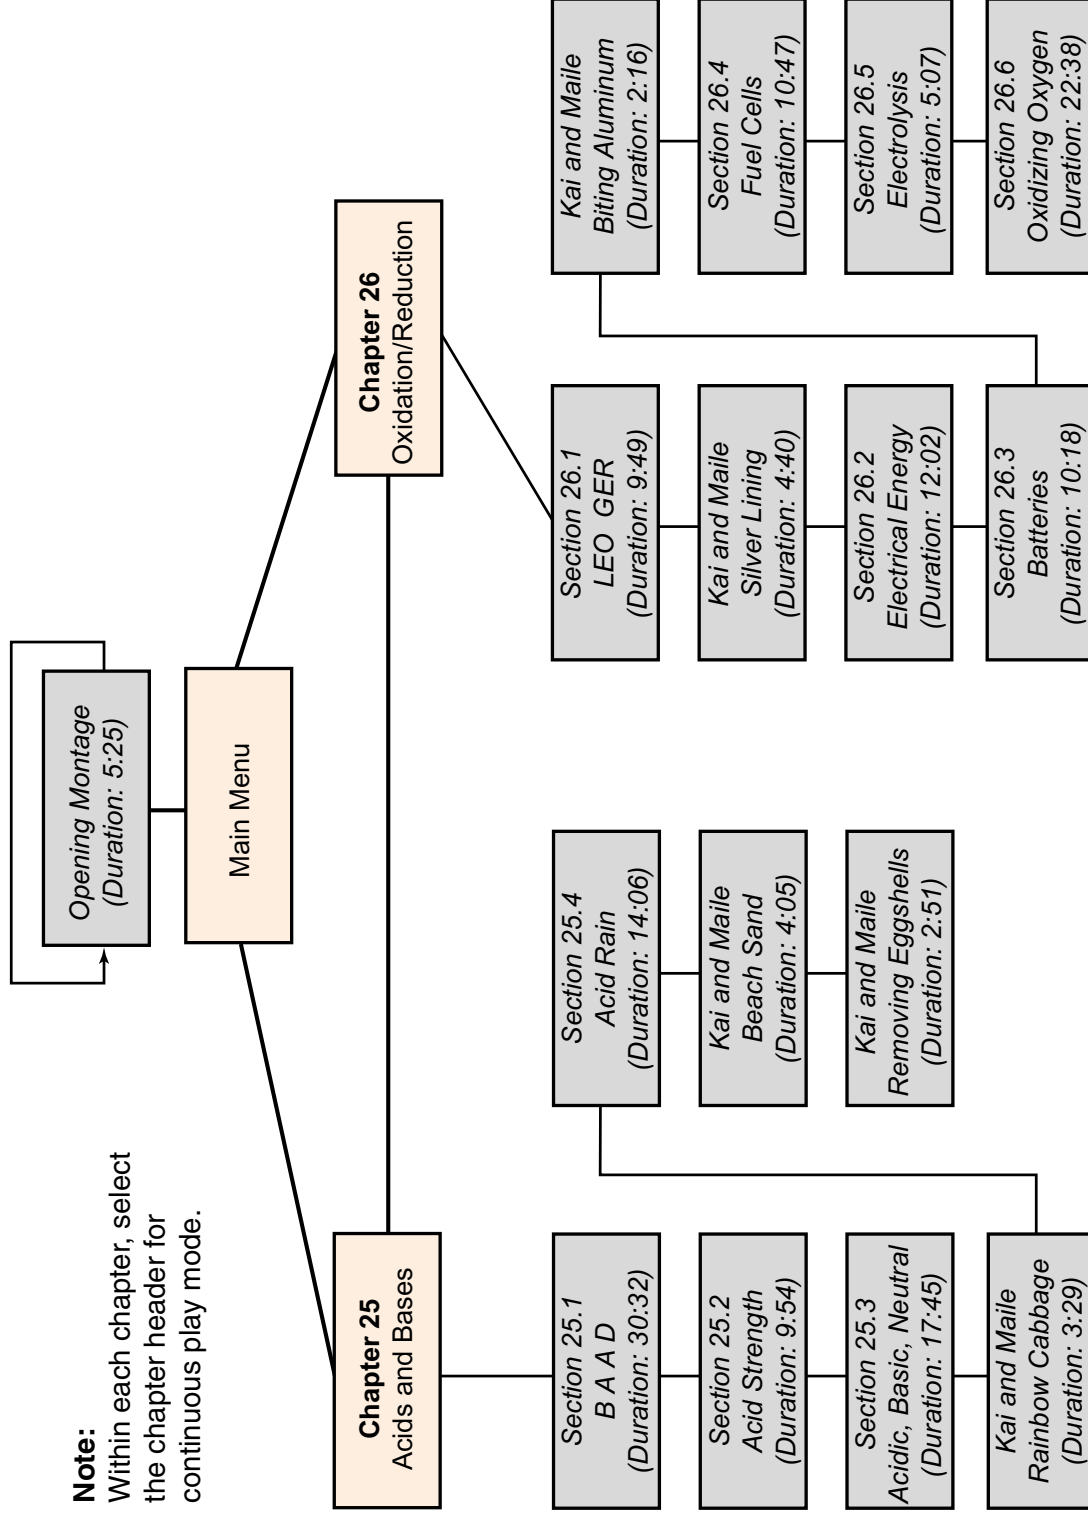 Note:
Within each chapter, select
the chapter header for
continuous play mode.
Opening Montage
(Duration: 5:25)
Main Menu
Chapter 25
Acids and Bases
Chapter 26
Oxidation/Reduction
Section 25.1
B A A D
(Duration: 30:32)
Section 25.2
Acid Strength
(Duration: 9:54)
Section 25.3
Acidic, Basic, Neutral
(Duration: 17:45)
Kai and Maile
Rainbow Cabbage
(Duration: 3:29)
Section 25.4
Acid Rain
(Duration: 14:06)
Kai and Maile
Beach Sand
(Duration: 4:05)
Kai and Maile
Removing Eggshells
(Duration: 2:51)
Section 26.1
LEO GER
(Duration: 9:49)
Kai and Maile
Silver Lining
(Duration: 4:40)
Section 26.2
Electrical Energy
(Duration: 12:02)
Section 26.3
Batteries
(Duration: 10:18)
Kai and Maile
Biting Aluminum
(Duration: 2:16)
Section 26.4
Fuel Cells
(Duration: 10:47)
Section 26.5
Electrolysis
(Duration: 5:07)
Section 26.6
Oxidizing Oxygen
(Duration: 22:38)